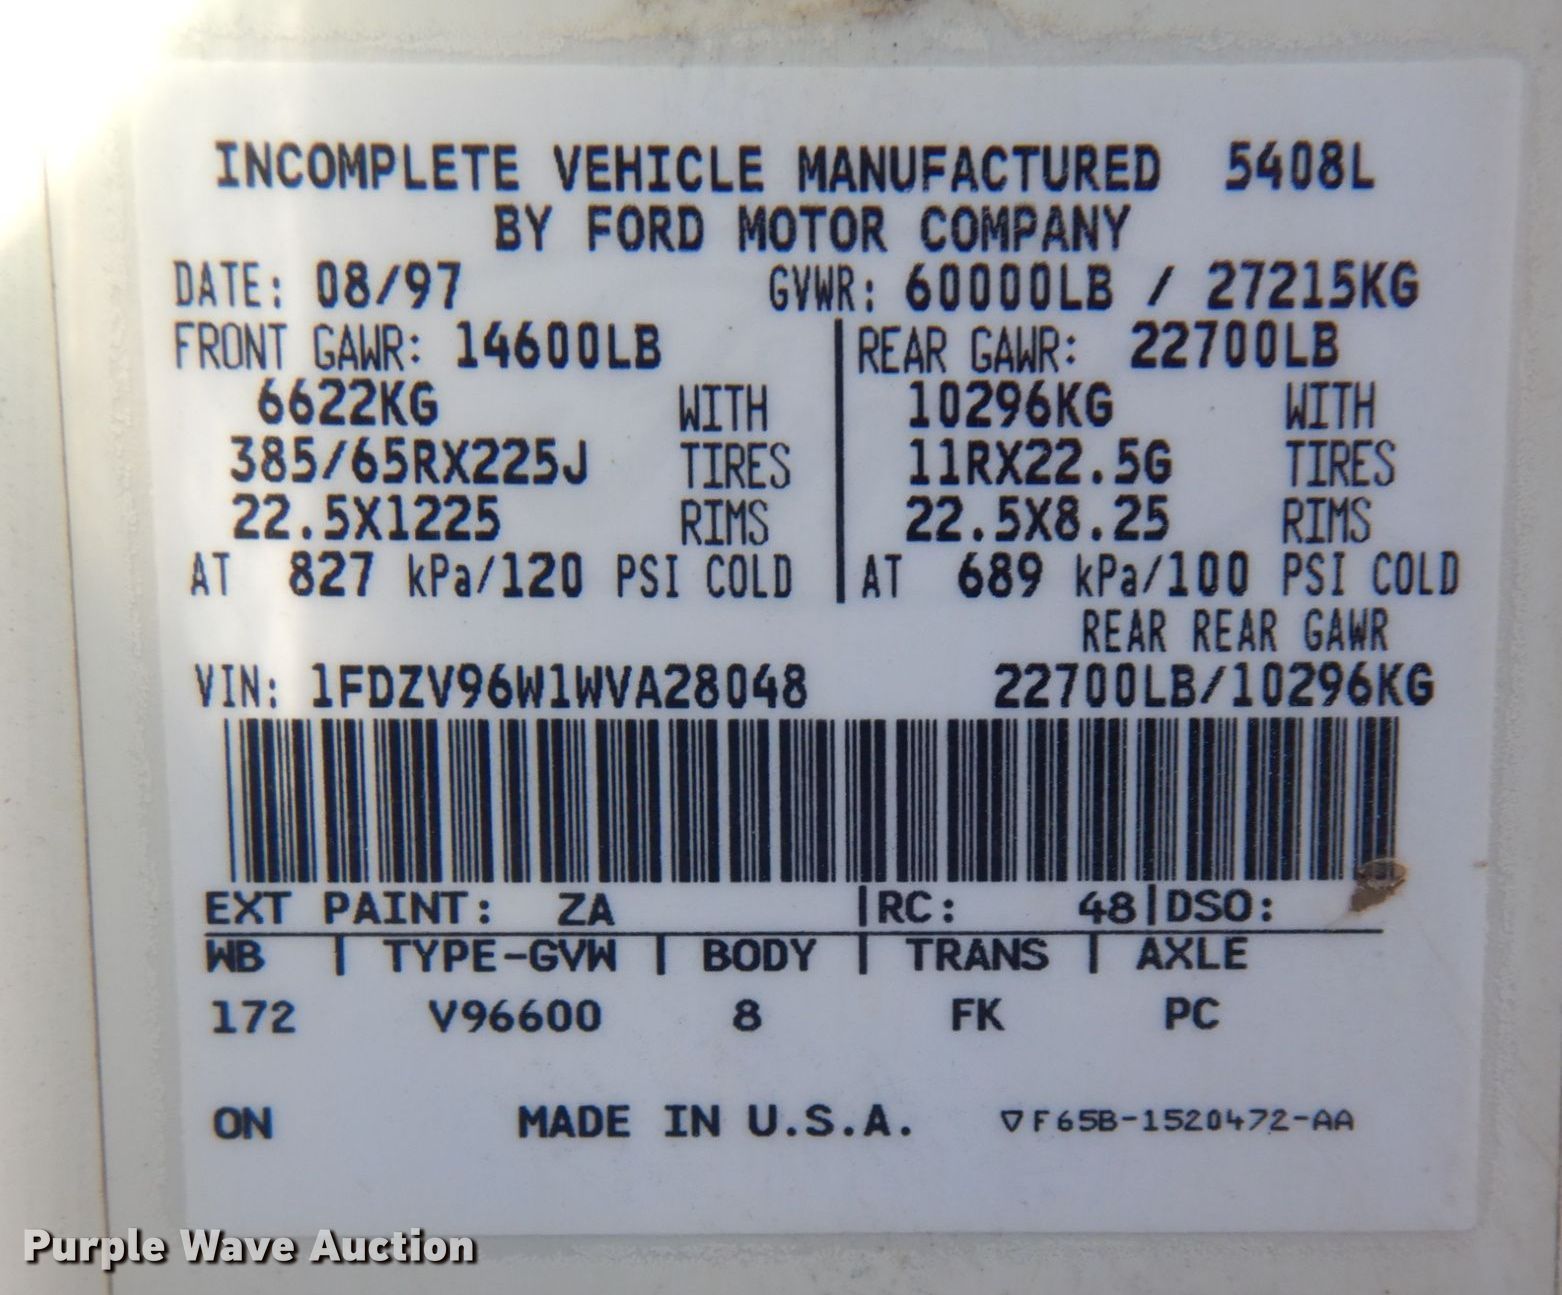 INCOMPLETE VEHICLE MANUFACTURED 5408L
BY FORD MOTOR COMPANY
DATE: 08/97 GVWR: 60000LB / 27215KG
FRONT GAWR: 14600LB REAR GAWR: 22700LB
6622KG WITH 10296KG WITH
385/65RX225J TIRES 11RX22.5G TIRES
22.5X1225 RIMS 22.5X8.25 RIMS
AT 827 kPa/120 PSI COLD AT 689 kPa/100 PSI COLD
REAR REAR GAWR
VIN: 1FDZV96W1WVA28048 22700LB/10296KG
EXT PAINT: ZA |RC: 48|DSO:
WB | TYPE-GVW | BODY | TRANS | AXLE
172 V96600 8 FK PC
ON MADE IN U.S.A. ▽F65B-1520472-AA
Purple Wave Auction